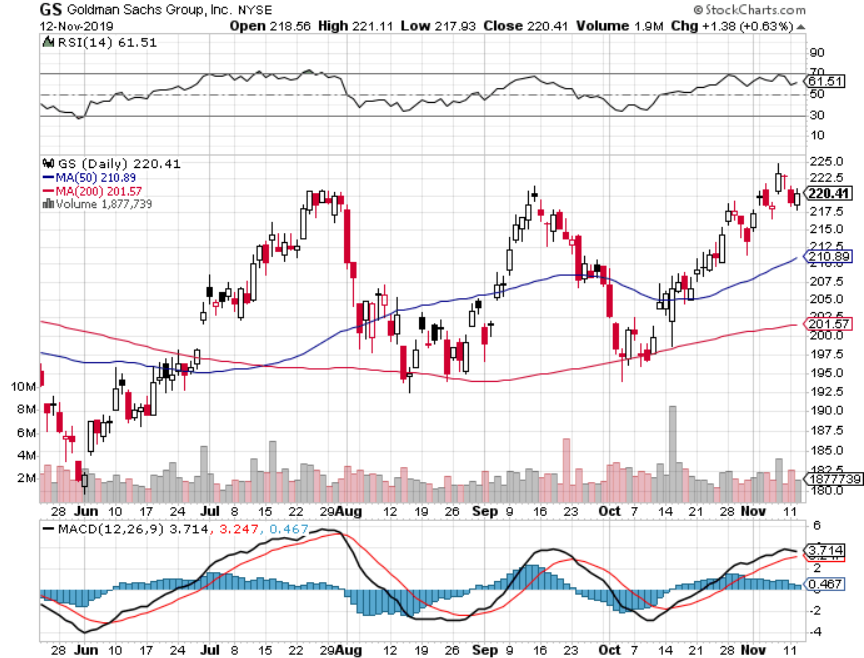 GS Goldman Sachs Group, Inc. NYSE
© StockCharts.com
12-Nov-2019
Open 218.56 High 221.11 Low 217.93 Close 220.41 Volume 1.9M Chg +1.38 (+0.63%)
RSI(14) 61.51
90
70
61.51
50
30
10
GS (Daily) 220.41
MA(50) 210.89
MA(200) 201.57
Volume 1,877,739
225.0
222.5
220.41
217.5
215.0
212.5
210.89
207.5
205.0
202.5
201.57
200.0
197.5
195.0
192.5
190.0
187.5
185.0
182.5
1877739
180.0
10M
8M
6M
4M
2M
28 Jun 10 17 24 Jul 8 15 22 29 Aug 12 19 26 Sep 9 16 23 Oct 7 14 21 28 Nov 11
MACD(12,26,9) 3.714, 3.247, 0.467
6
3.714
2
0.467
-2
-4
28 Jun 10 17 24 Jul 8 15 22 29 Aug 12 19 26 Sep 9 16 23 Oct 7 14 21 28 Nov 11